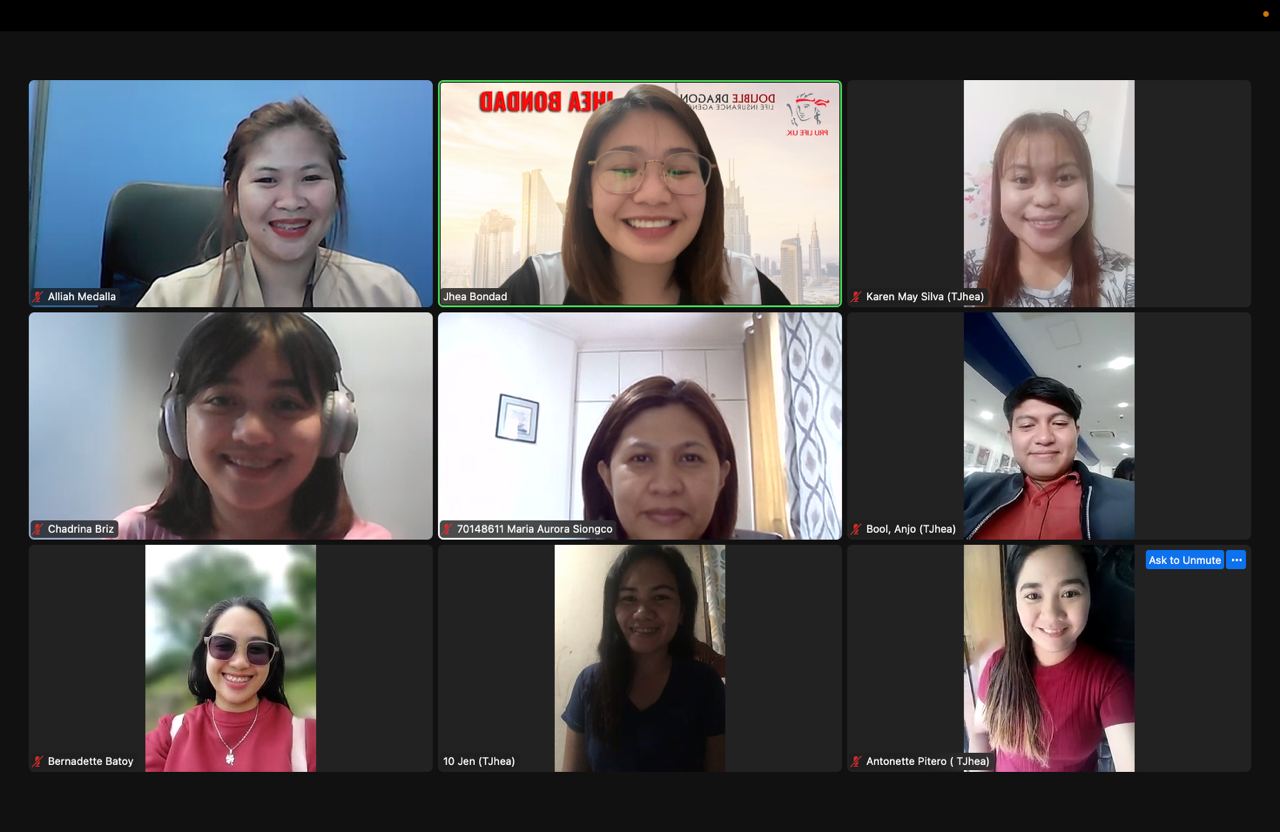 JHEA BONDAD
DOUBLE DRAGON
LIFE INSURANCE AGENCY
PRU LIFE UK
Alliah Medalla
Jhea Bondad
Karen May Silva (TJhea)
Chadrina Briz
70148611 Maria Aurora Siongco
Bool, Anjo (TJhea)
Ask to Unmute
Bernadette Batoy
10 Jen (TJhea)
Antonette Pitero ( TJhea)